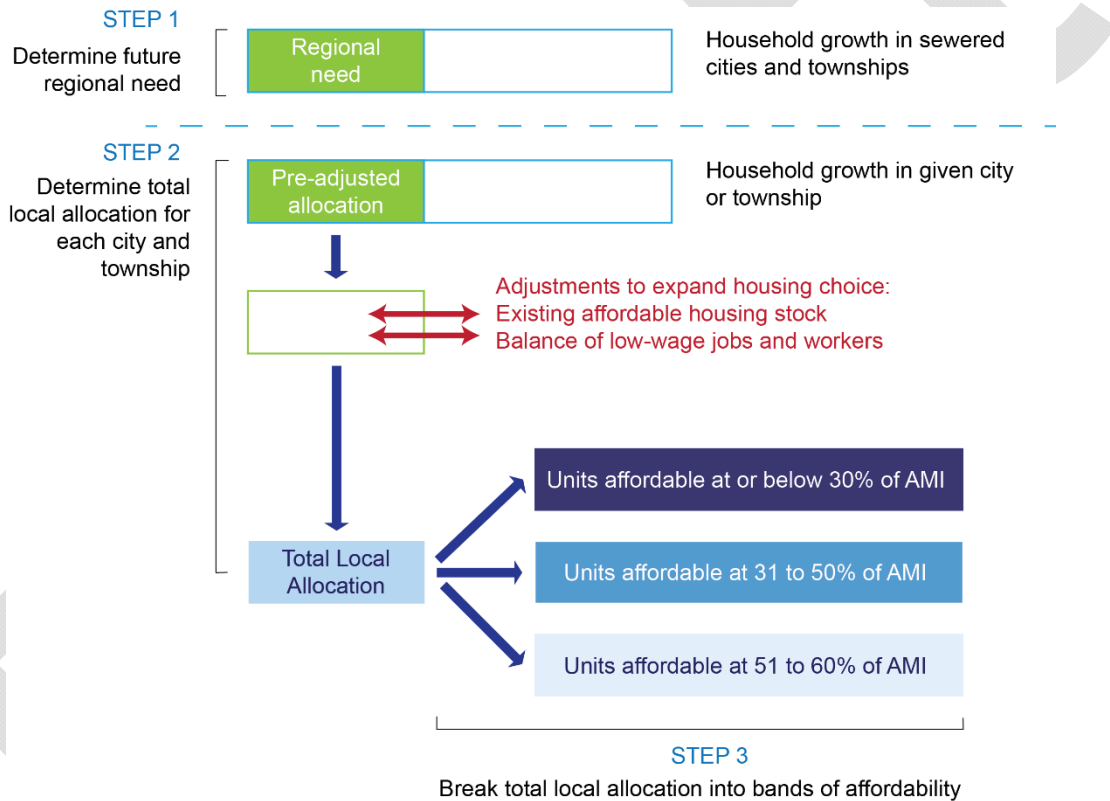 STEP 1
Determine future
regional need
Regional
need
Household growth in sewered
cities and townships
STEP 2
Determine total
local allocation for
each city and
township
Pre-adjusted
allocation
Household growth in given city
or township
Adjustments to expand housing choice:
Existing affordable housing stock
Balance of low-wage jobs and workers
Total Local
Allocation
Units affordable at or below 30% of AMI
Units affordable at 31 to 50% of AMI
Units affordable at 51 to 60% of AMI
STEP 3
Break total local allocation into bands of affordability